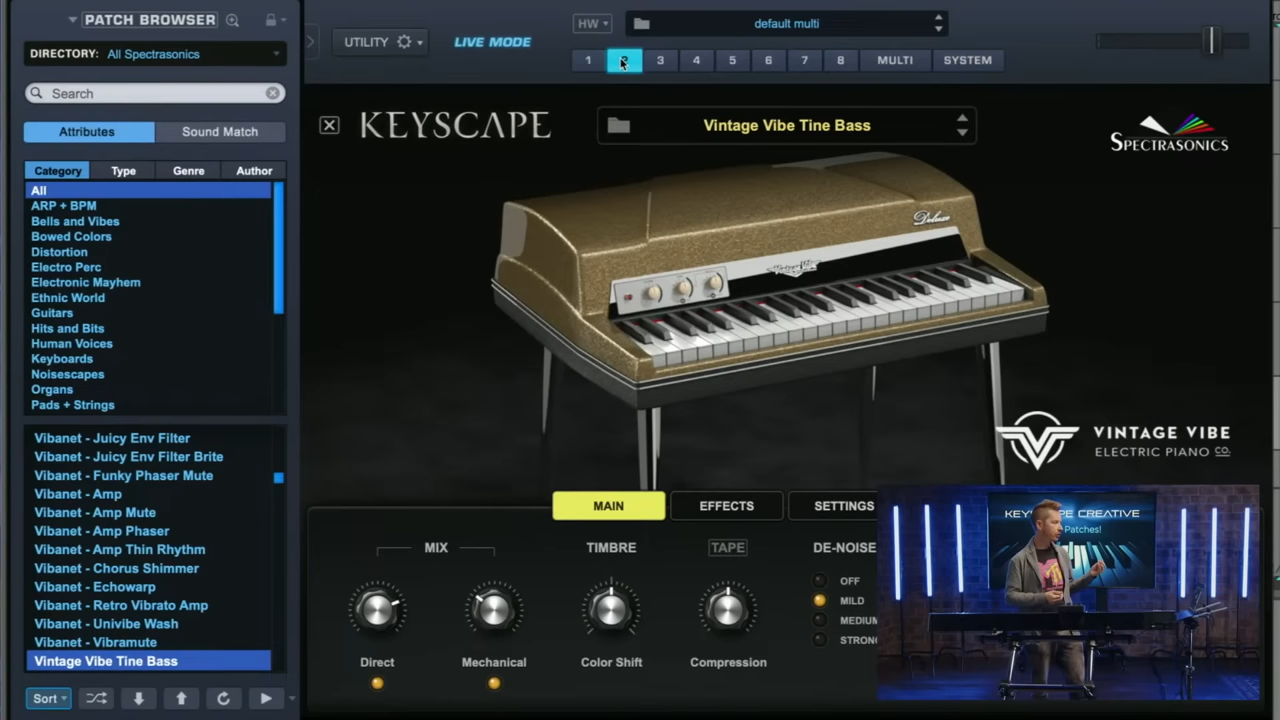 PATCH BROWSER
DIRECTORY: All Spectrasonics
Search
Attributes
Sound Match
Category
Type
Genre
Author
All
ARP + BPM
Bells and Vibes
Bowed Colors
Distortion
Electro Perc
Electronic Mayhem
Ethnic World
Guitars
Hits and Bits
Human Voices
Keyboards
Noisescapes
Organs
Pads + Strings
Vibanet - Juicy Env Filter
Vibanet - Juicy Env Filter Brite
Vibanet - Funky Phaser Mute
Vibanet - Amp
Vibanet - Amp Mute
Vibanet - Amp Phaser
Vibanet - Amp Thin Rhythm
Vibanet - Chorus Shimmer
Vibanet - Echowarp
Vibanet - Retro Vibrato Amp
Vibanet - Univibe Wash
Vibanet - Vibramute
Vintage Vibe Tine Bass
Sort
UTILITY
LIVE MODE
HW
default multi
1 2 3 4 5 6 7 8 MULTI SYSTEM
KEYSCAPE
Vintage Vibe Tine Bass
SPECTRASONICS
Deluxe
VINTAGE VIBE
ELECTRIC PIANO CO.
MAIN
EFFECTS
SETTINGS
MIX
TIMBRE
TAPE
DE-NOISE
OFF
MILD
MEDIUM
STRONG
Direct
Mechanical
Color Shift
Compression
CREATIVE
Patches!